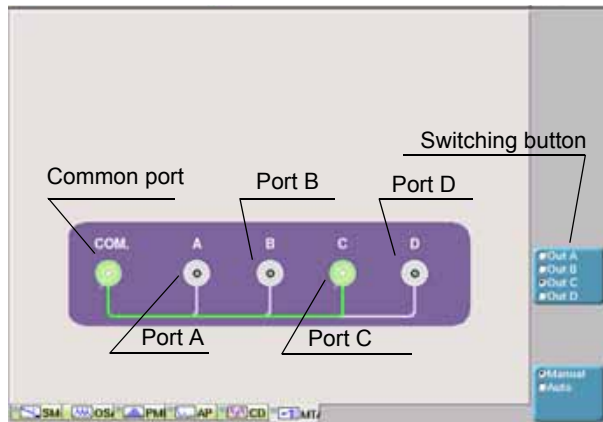 Switching button
Common port
Port B
Port D
COM. A B C D
Out A
Out B
Out C
Out D
Port A
Port C
Manual
Auto
SM OSA PMI AP CD MTA